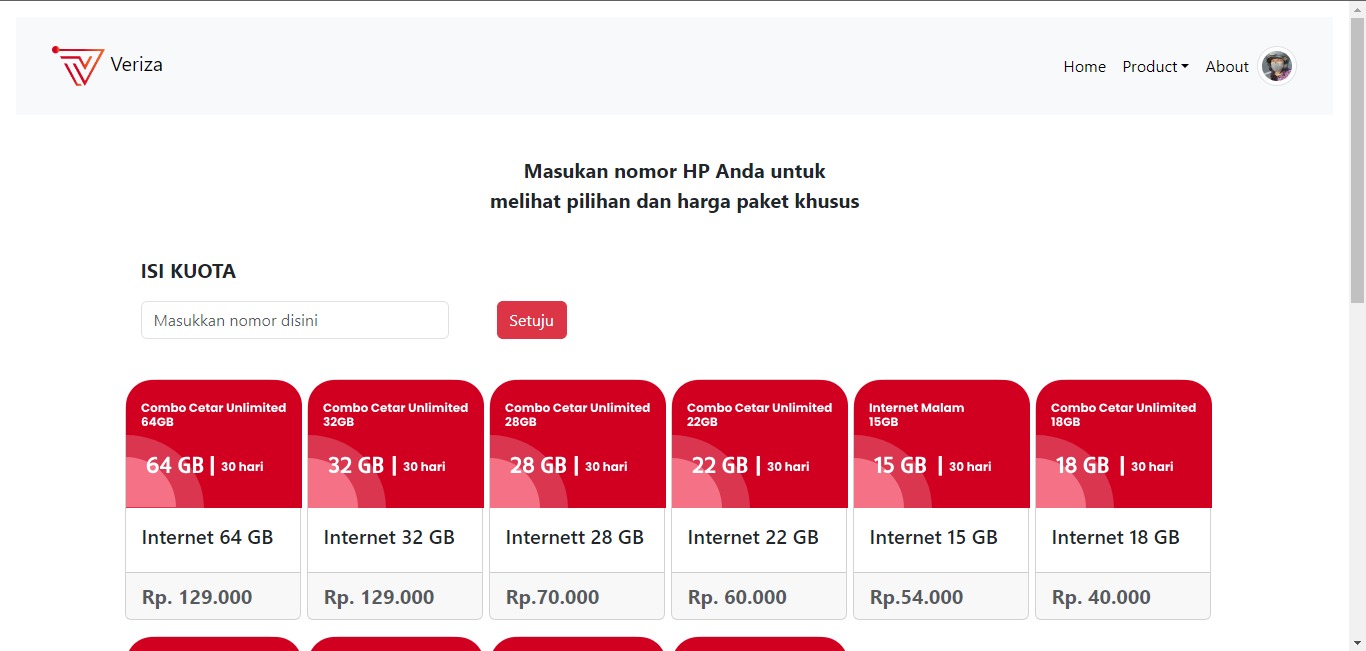 Veriza
Home Product About
Masukan nomor HP Anda untuk
melihat pilihan dan harga paket khusus
ISI KUOTA
Masukkan nomor disini
Setuju
Combo Cetar Unlimited
64GB
64 GB | 30 hari
Internet 64 GB
Rp. 129.000
Combo Cetar Unlimited
32GB
32 GB | 30 hari
Internet 32 GB
Rp. 129.000
Combo Cetar Unlimited
28GB
28 GB | 30 hari
Internett 28 GB
Rp.70.000
Combo Cetar Unlimited
22GB
22 GB | 30 hari
Internet 22 GB
Rp. 60.000
Internet Malam
15GB
15 GB | 30 hari
Internet 15 GB
Rp.54.000
Combo Cetar Unlimited
18GB
18 GB | 30 hari
Internet 18 GB
Rp. 40.000